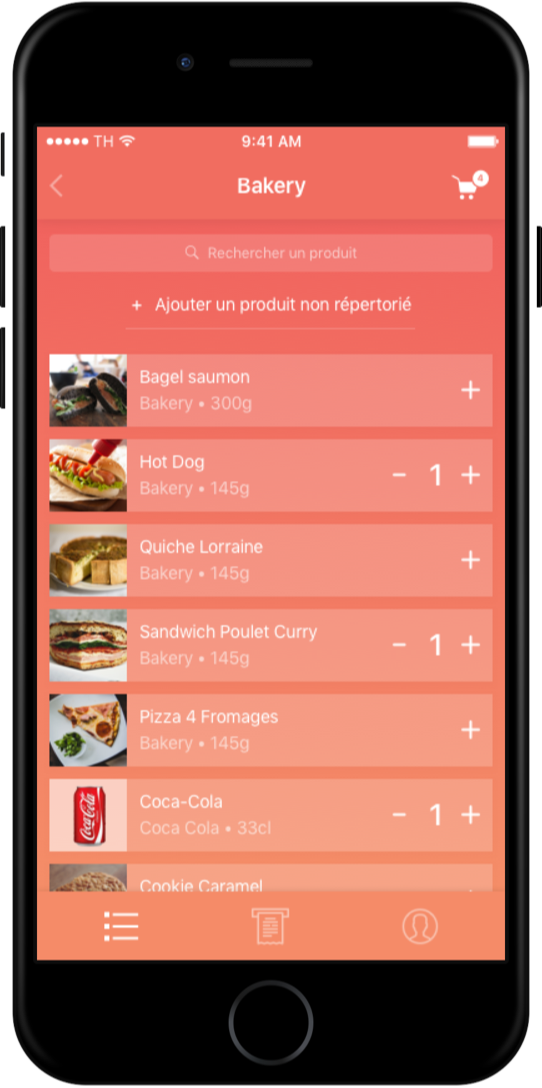 TH
9:41 AM
Bakery
4
Rechercher un produit
+ Ajouter un produit non répertorié
Bagel saumon
Bakery • 300g
+
Hot Dog
Bakery • 145g
− 1 +
Quiche Lorraine
Bakery • 145g
+
Sandwich Poulet Curry
Bakery • 145g
− 1 +
Pizza 4 Fromages
Bakery • 145g
+
Coca-Cola
Coca-Cola
Coca Cola • 33cl
− 1 +
Cookie Caramel